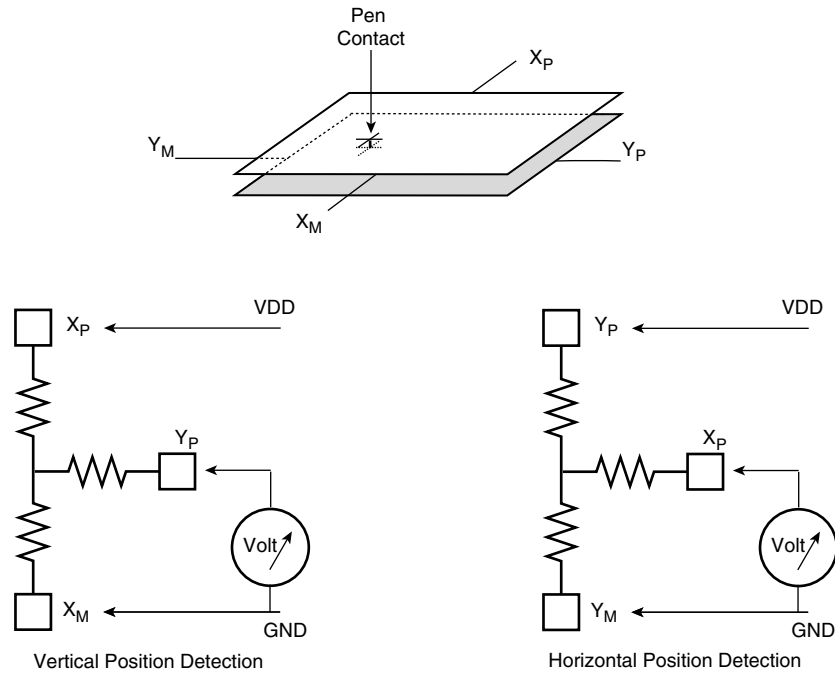 Pen
Contact
X_P
Y_M
Y_P
X_M
VDD
X_P
Y_P
Volt
X_M
GND
Vertical Position Detection
VDD
Y_P
X_P
Volt
Y_M
GND
Horizontal Position Detection